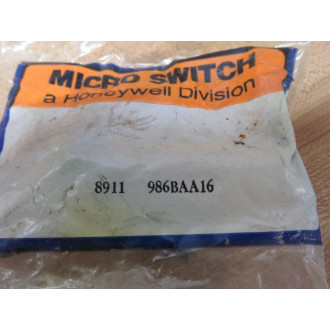 MICRO SWITCH
a Honeywell Division
8911 986BAA16